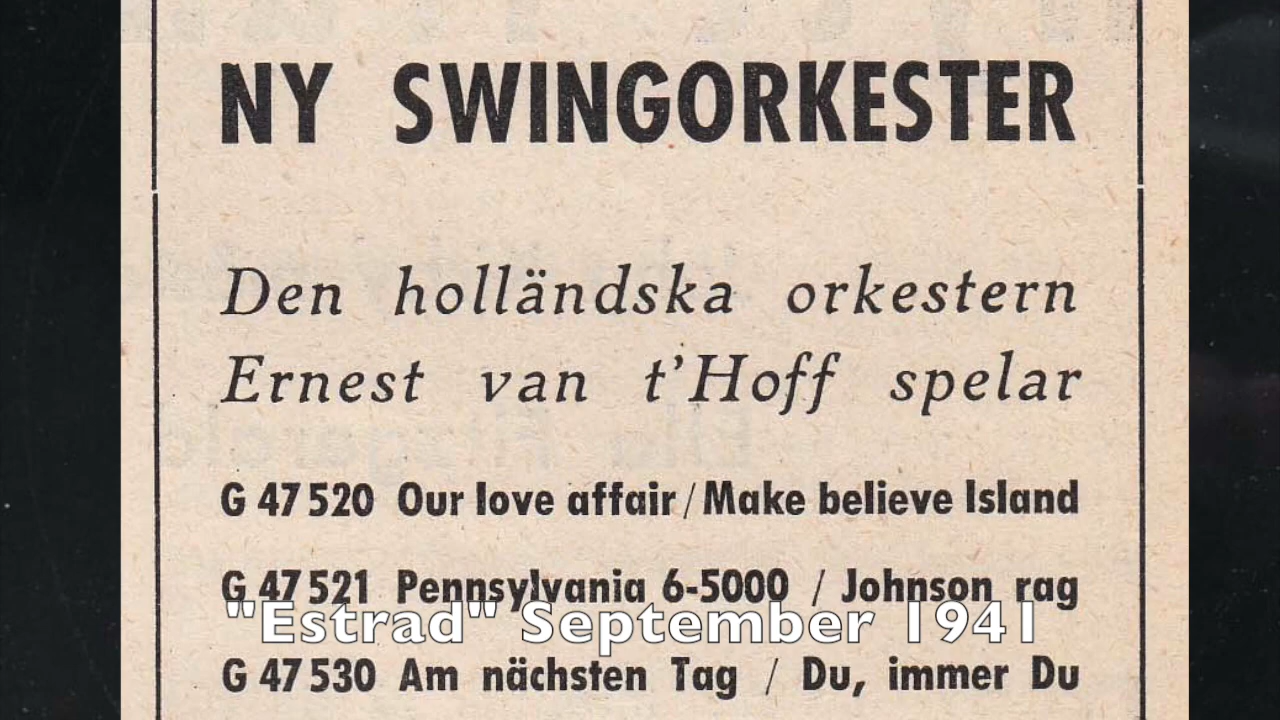 NY SWINGORKESTER
Den holländska orkestern
Ernest van t'Hoff spelar
G 47 520 Our love affair / Make believe Island
G 47 521 Pennsylvania 6-5000 / Johnson rag
"Estrad" September 1941
G 47 530 Am nächsten Tag / Du, immer Du